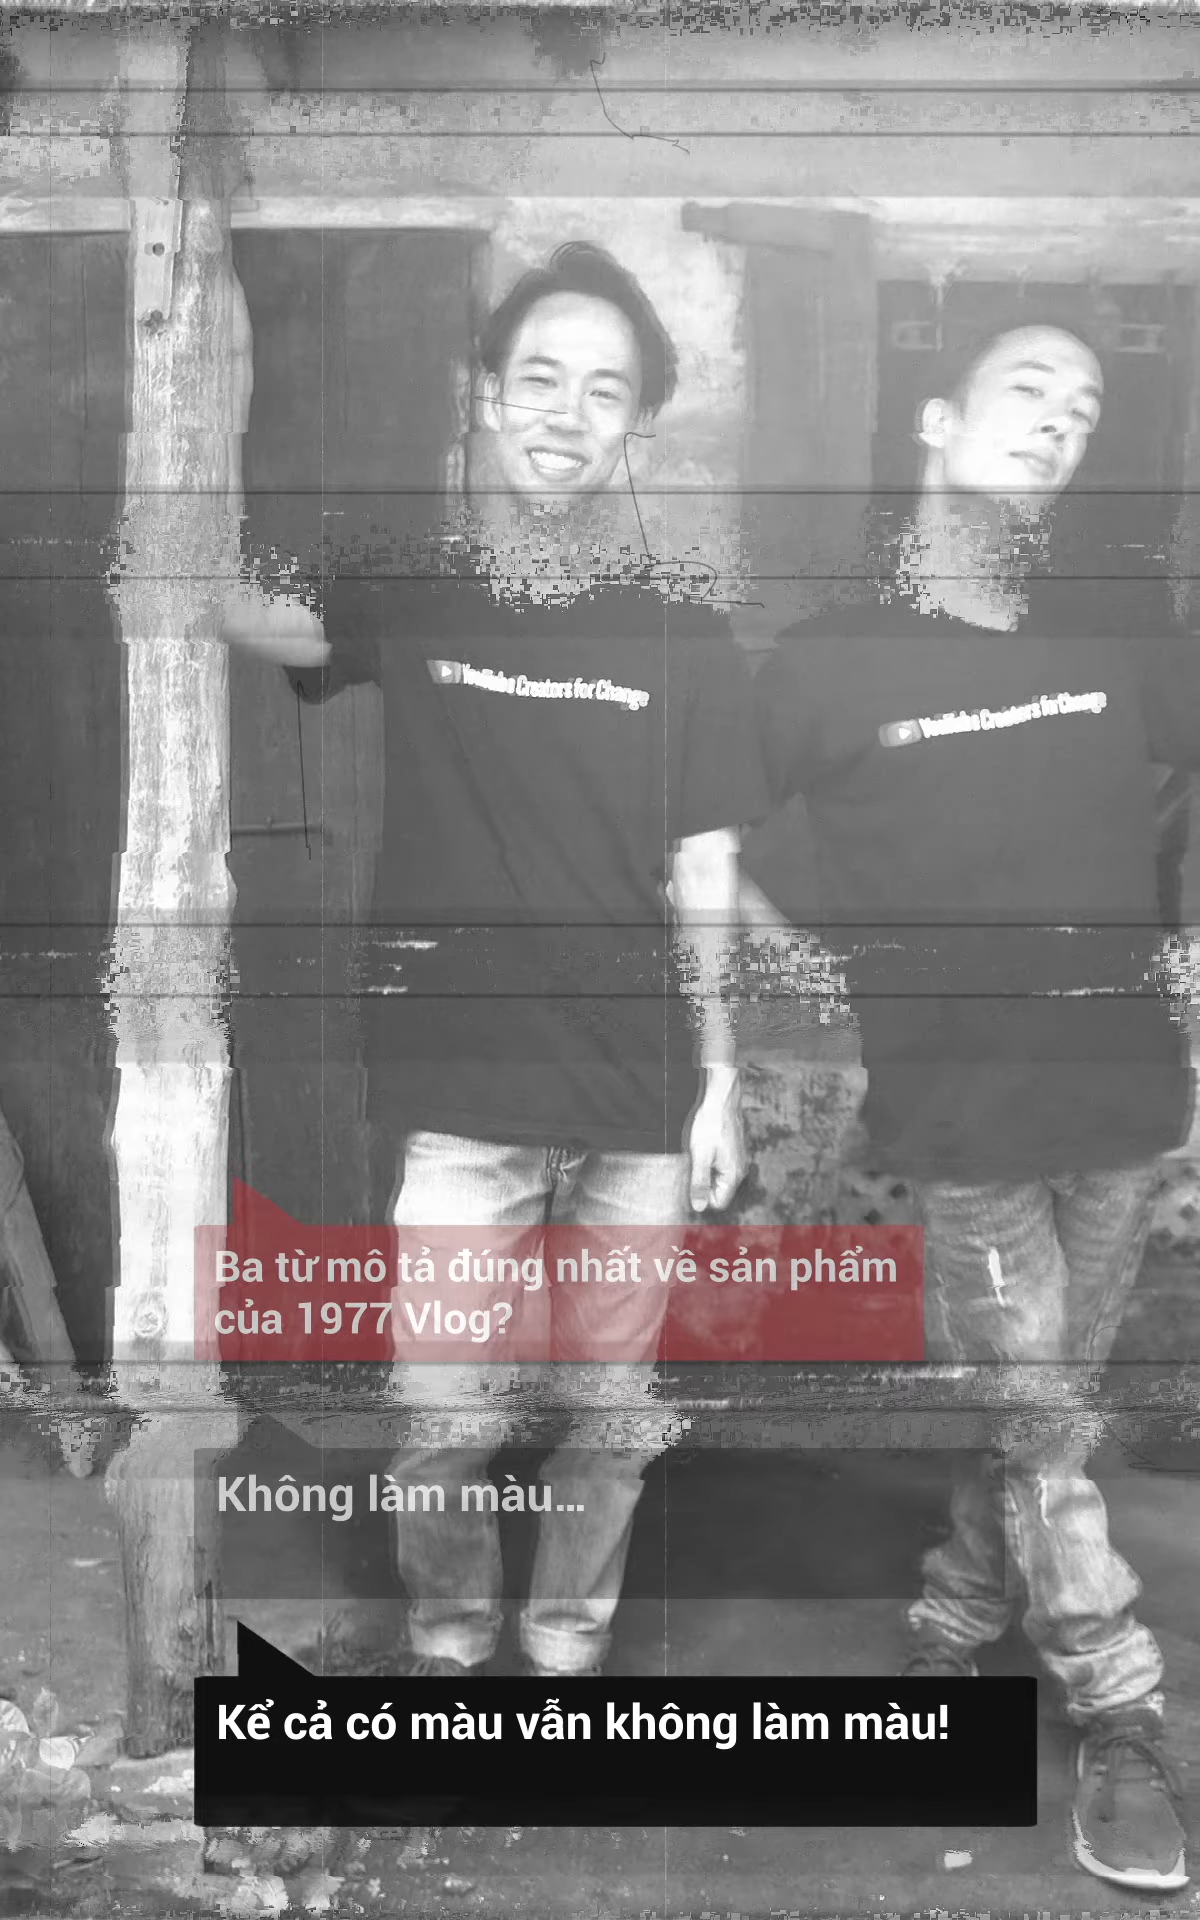 YouTube Creators for Change
YouTube Creators for Change
Ba từ mô tả đúng nhất về sản phẩm
của 1977 Vlog?
Không làm màu...
Kể cả có màu vẫn không làm màu!